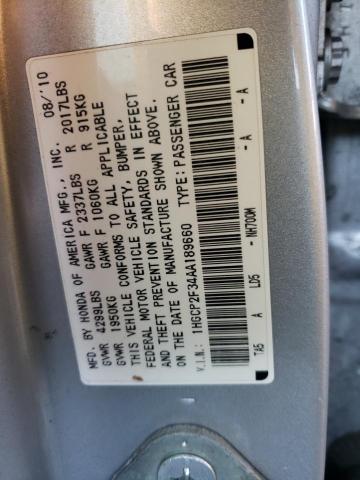 MFD. BY HONDA OF AMERICA MFG., INC. 08/'10
GVWR 4299LBS GAWR F 2337LBS R 2017LBS
GVWR 1950KG GAWR F 1060KG R 915KG
THIS VEHICLE CONFORMS TO ALL APPLICABLE
FEDERAL MOTOR VEHICLE SAFETY, BUMPER,
AND THEFT PREVENTION STANDARDS IN EFFECT
ON THE DATE OF MANUFACTURE SHOWN ABOVE.
V.I.N.: 1HGCP2F34AA189660 TYPE: PASSENGER CAR
TA5 A LD5 - NH700M - A - A